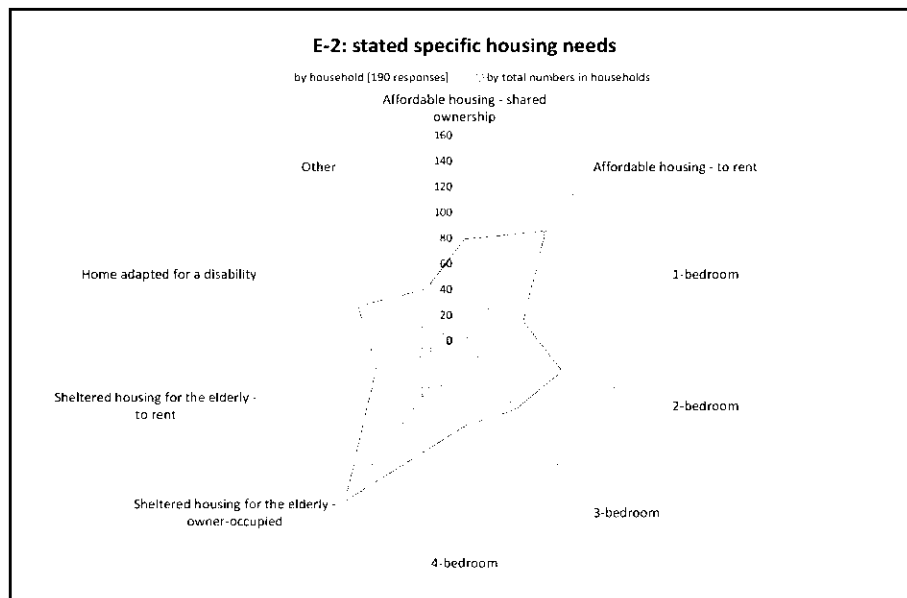 E-2: stated specific housing needs
by household [190 responses] by total numbers in households
Affordable housing - shared
ownership
160
140
120
100
80
60
40
20
0
Other
Affordable housing - to rent
Home adapted for a disability
1-bedroom
Sheltered housing for the elderly -
to rent
2-bedroom
Sheltered housing for the elderly -
owner-occupied
3-bedroom
4-bedroom